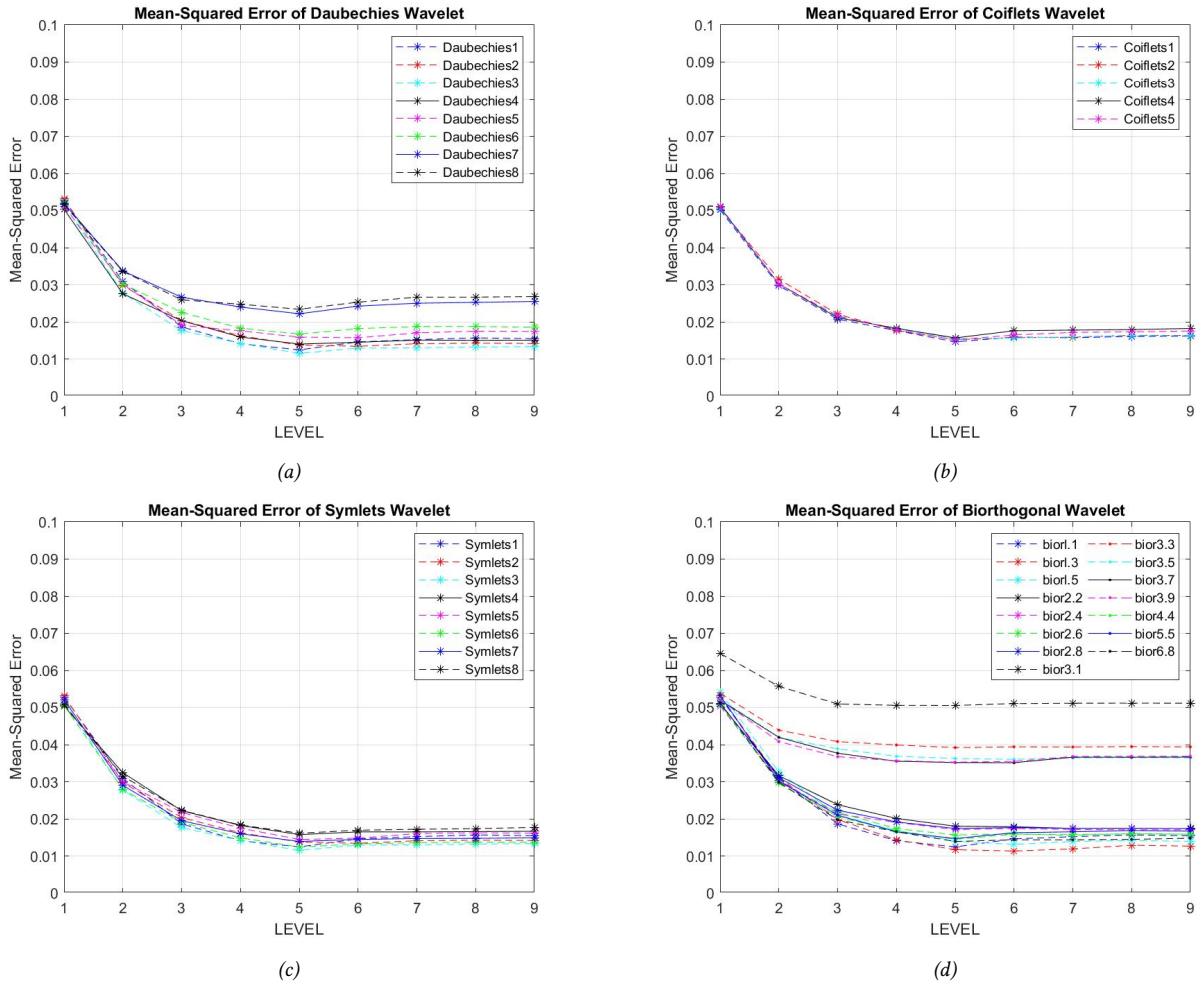 Mean-Squared Error of Daubechies Wavelet
0.1
0.09
0.08
0.07
0.06
0.05
0.04
0.03
0.02
0.01
0
Mean-Squared Error
Daubechies1
Daubechies2
Daubechies3
Daubechies4
Daubechies5
Daubechies6
Daubechies7
Daubechies8
1 2 3 4 5 6 7 8 9
LEVEL
(a)
Mean-Squared Error of Coiflets Wavelet
0.1
0.09
0.08
0.07
0.06
0.05
0.04
0.03
0.02
0.01
0
Mean-Squared Error
Coiflets1
Coiflets2
Coiflets3
Coiflets4
Coiflets5
1 2 3 4 5 6 7 8 9
LEVEL
(b)
Mean-Squared Error of Symlets Wavelet
0.1
0.09
0.08
0.07
0.06
0.05
0.04
0.03
0.02
0.01
0
Mean-Squared Error
Symlets1
Symlets2
Symlets3
Symlets4
Symlets5
Symlets6
Symlets7
Symlets8
1 2 3 4 5 6 7 8 9
LEVEL
(c)
Mean-Squared Error of Biorthogonal Wavelet
0.1
0.09
0.08
0.07
0.06
0.05
0.04
0.03
0.02
0.01
0
Mean-Squared Error
biorl.1
biorl.3
biorl.5
bior2.2
bior2.4
bior2.6
bior2.8
bior3.1
bior3.3
bior3.5
bior3.7
bior3.9
bior4.4
bior5.5
bior6.8
1 2 3 4 5 6 7 8 9
LEVEL
(d)